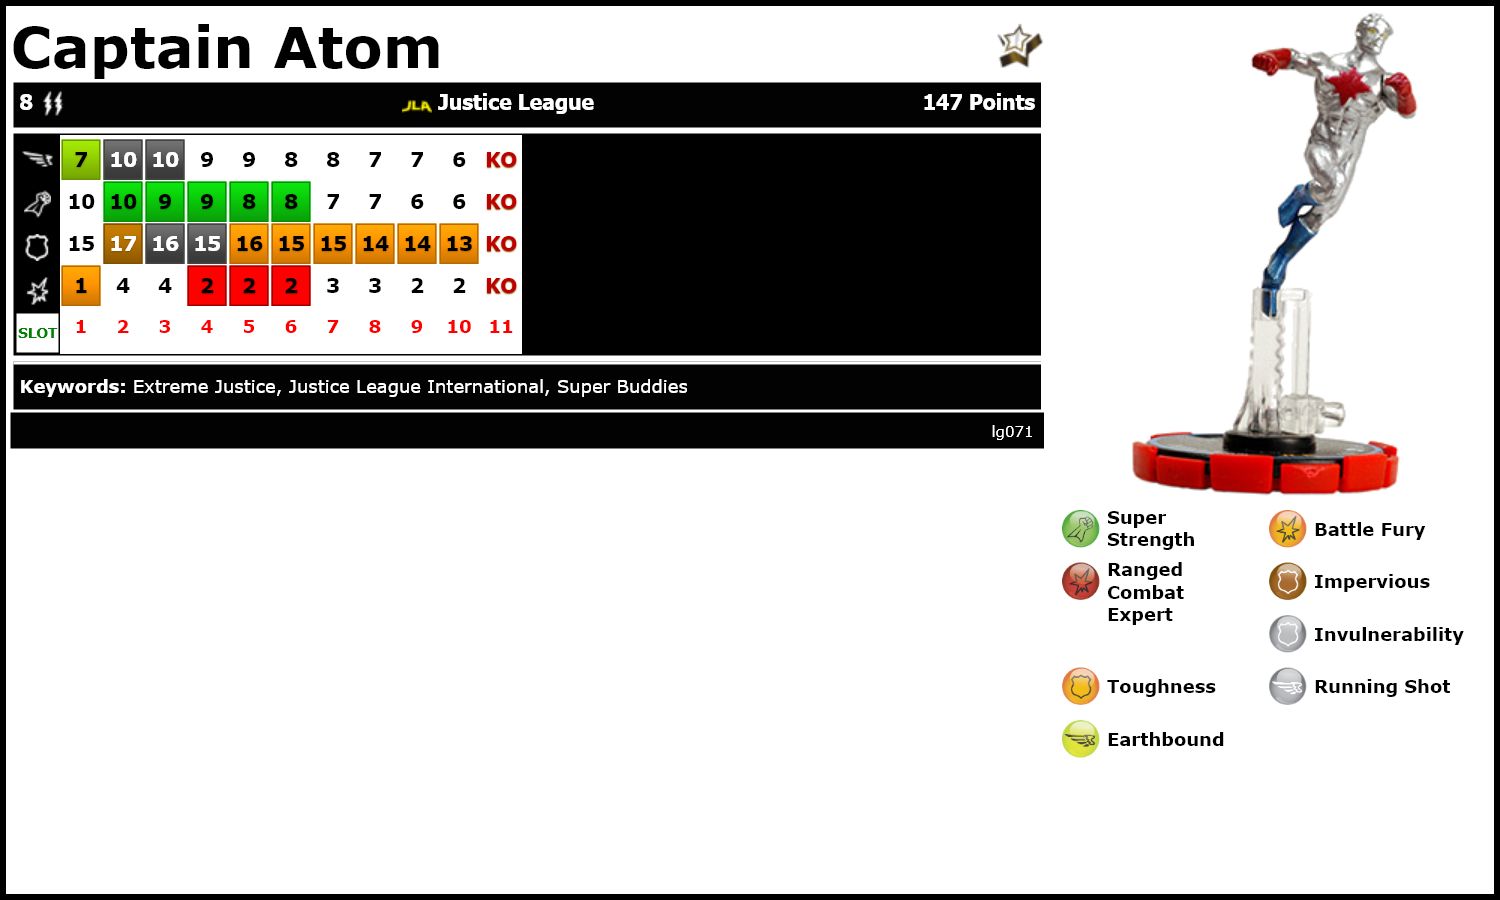 Captain Atom
8 JLA Justice League 147 Points
7 10 10 9 9 8 8 7 7 6 KO
10 10 9 9 8 8 7 7 6 6 KO
15 17 16 15 16 15 15 14 14 13 KO
1 4 4 2 2 2 3 3 2 2 KO
SLOT 1 2 3 4 5 6 7 8 9 10 11
Keywords: Extreme Justice, Justice League International, Super Buddies
lg071
Super
Strength
Battle Fury
Ranged
Combat
Expert
Impervious
Invulnerability
Toughness
Running Shot
Earthbound